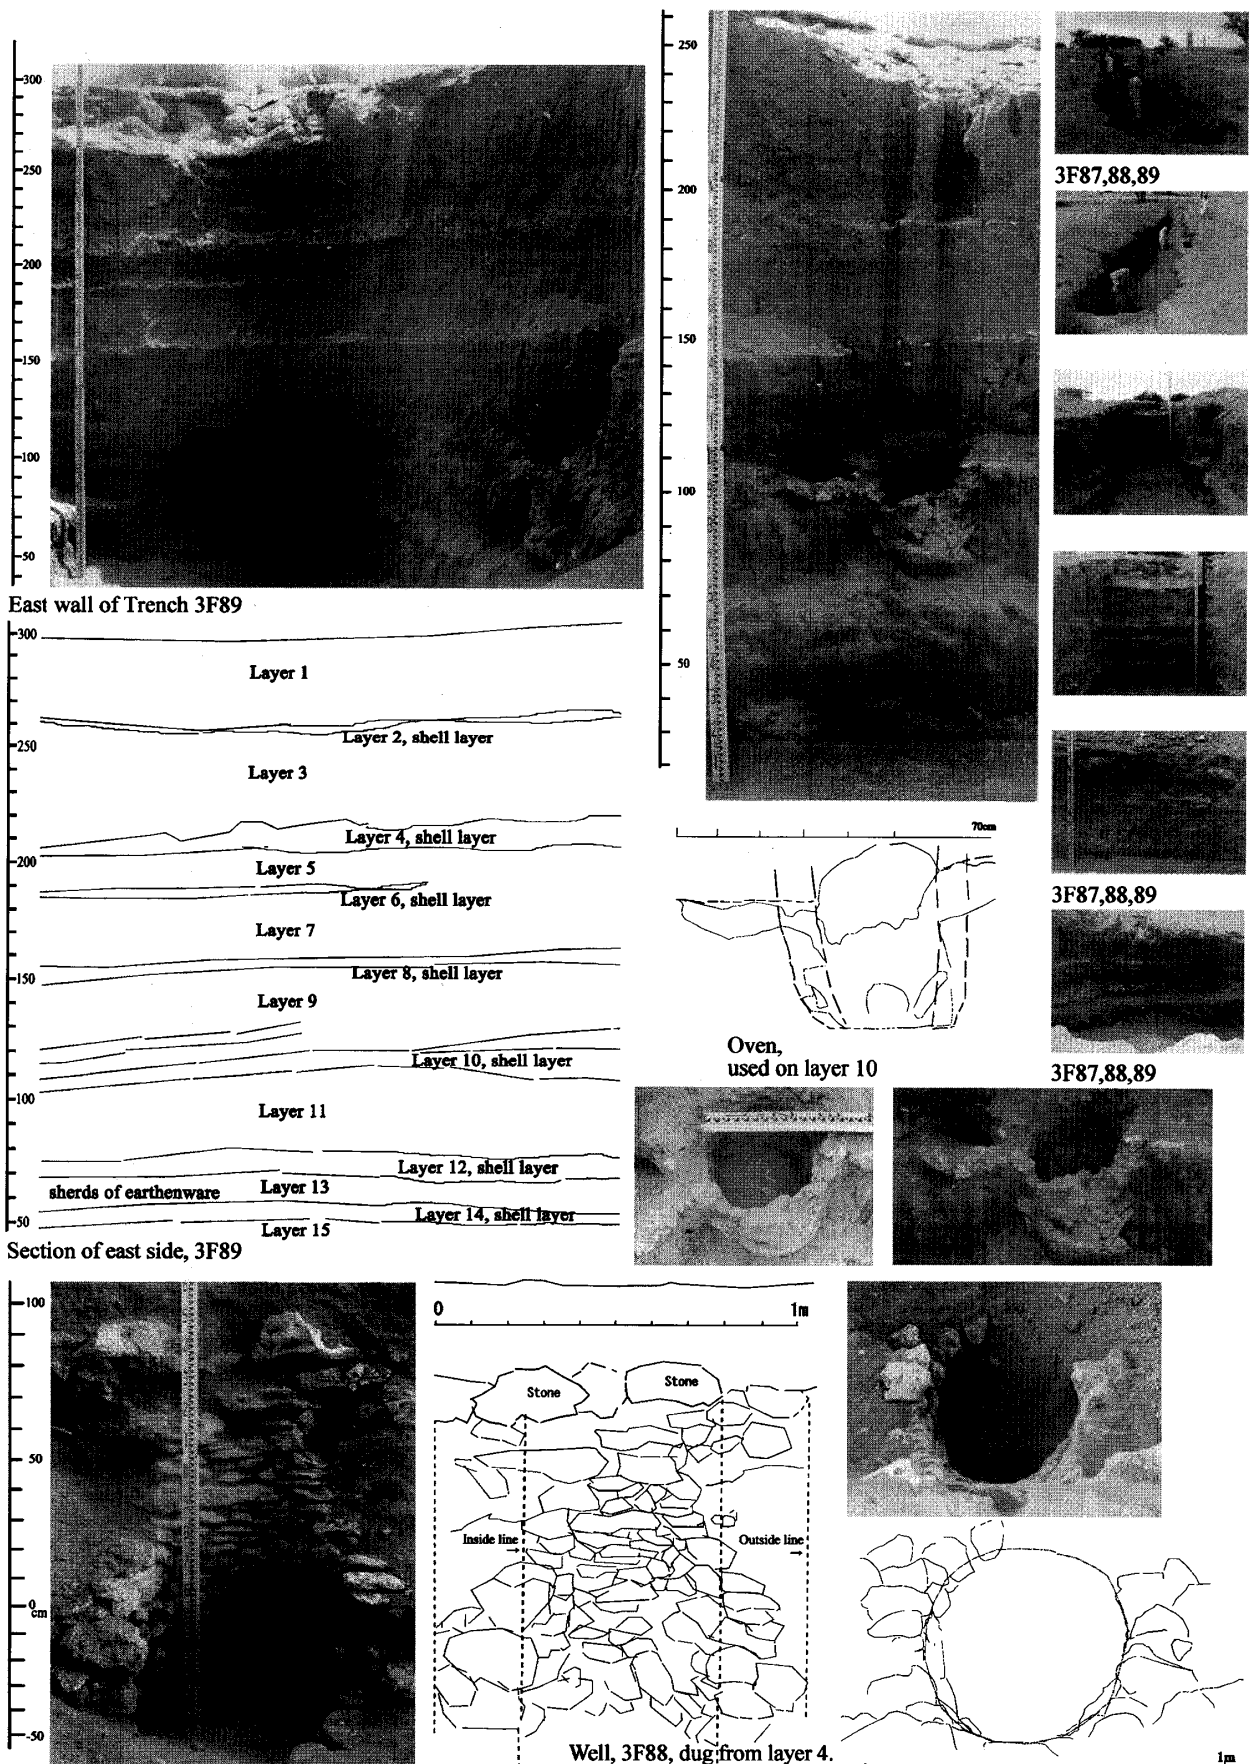 300
250
200
150
100
50
East wall of Trench 3F89
250
200
150
100
50
3F87,88,89
3F87,88,89
3F87,88,89
300
Layer 1
Layer 2, shell layer
250
Layer 3
Layer 4, shell layer
200
Layer 5
Layer 6, shell layer
Layer 7
Layer 8, shell layer
150
Layer 9
Layer 10, shell layer
100
Layer 11
Layer 12, shell layer
sherds of earthenware
Layer 13
Layer 14, shell layer
50
Layer 15
Section of east side, 3F89
70cm
Oven,
used on layer 10
100
50
0
cm
-50
0 1m
Stone Stone
Inside line
Outside line
Well, 3F88, dug from layer 4.
1m